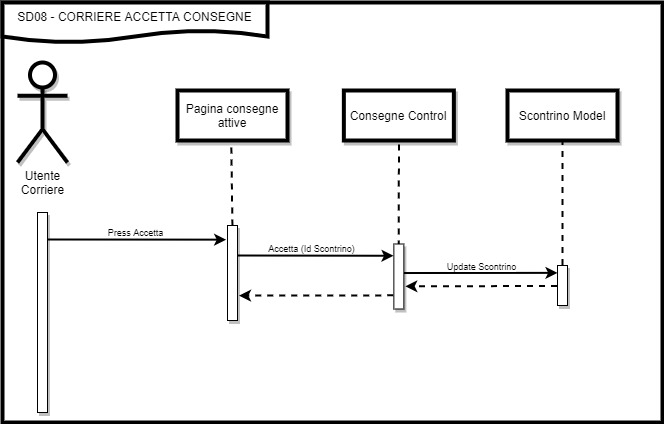 SD08 - CORRIERE ACCETTA CONSEGNE
Utente
Corriere
Pagina consegne
attive
Consegne Control
Scontrino Model
Press Accetta
Accetta (Id Scontrino)
Update Scontrino